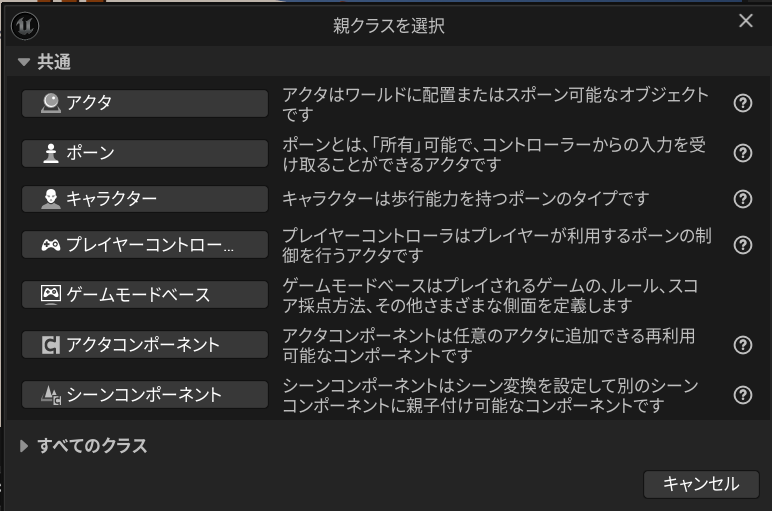 親クラスを選択
共通
アクタ
アクタはワールドに配置またはスポーン可能なオブジェクト
です
ポーン
ポーンとは、「所有」可能で、コントローラーからの入力を受
け取ることができるアクタです
キャラクター
キャラクターは歩行能力を持つポーンのタイプです
プレイヤーコントロー...
プレイヤーコントローラはプレイヤーが利用するポーンの制
御を行うアクタです
ゲームモードベース
ゲームモードベースはプレイされるゲームの、ルール、スコ
ア採点方法、その他さまざまな側面を定義します
アクタコンポーネント
アクタコンポーネントは任意のアクタに追加できる再利用
可能なコンポーネントです
シーンコンポーネント
シーンコンポーネントはシーン変換を設定して別のシーン
コンポーネントに親子付け可能なコンポーネントです
すべてのクラス
キャンセル